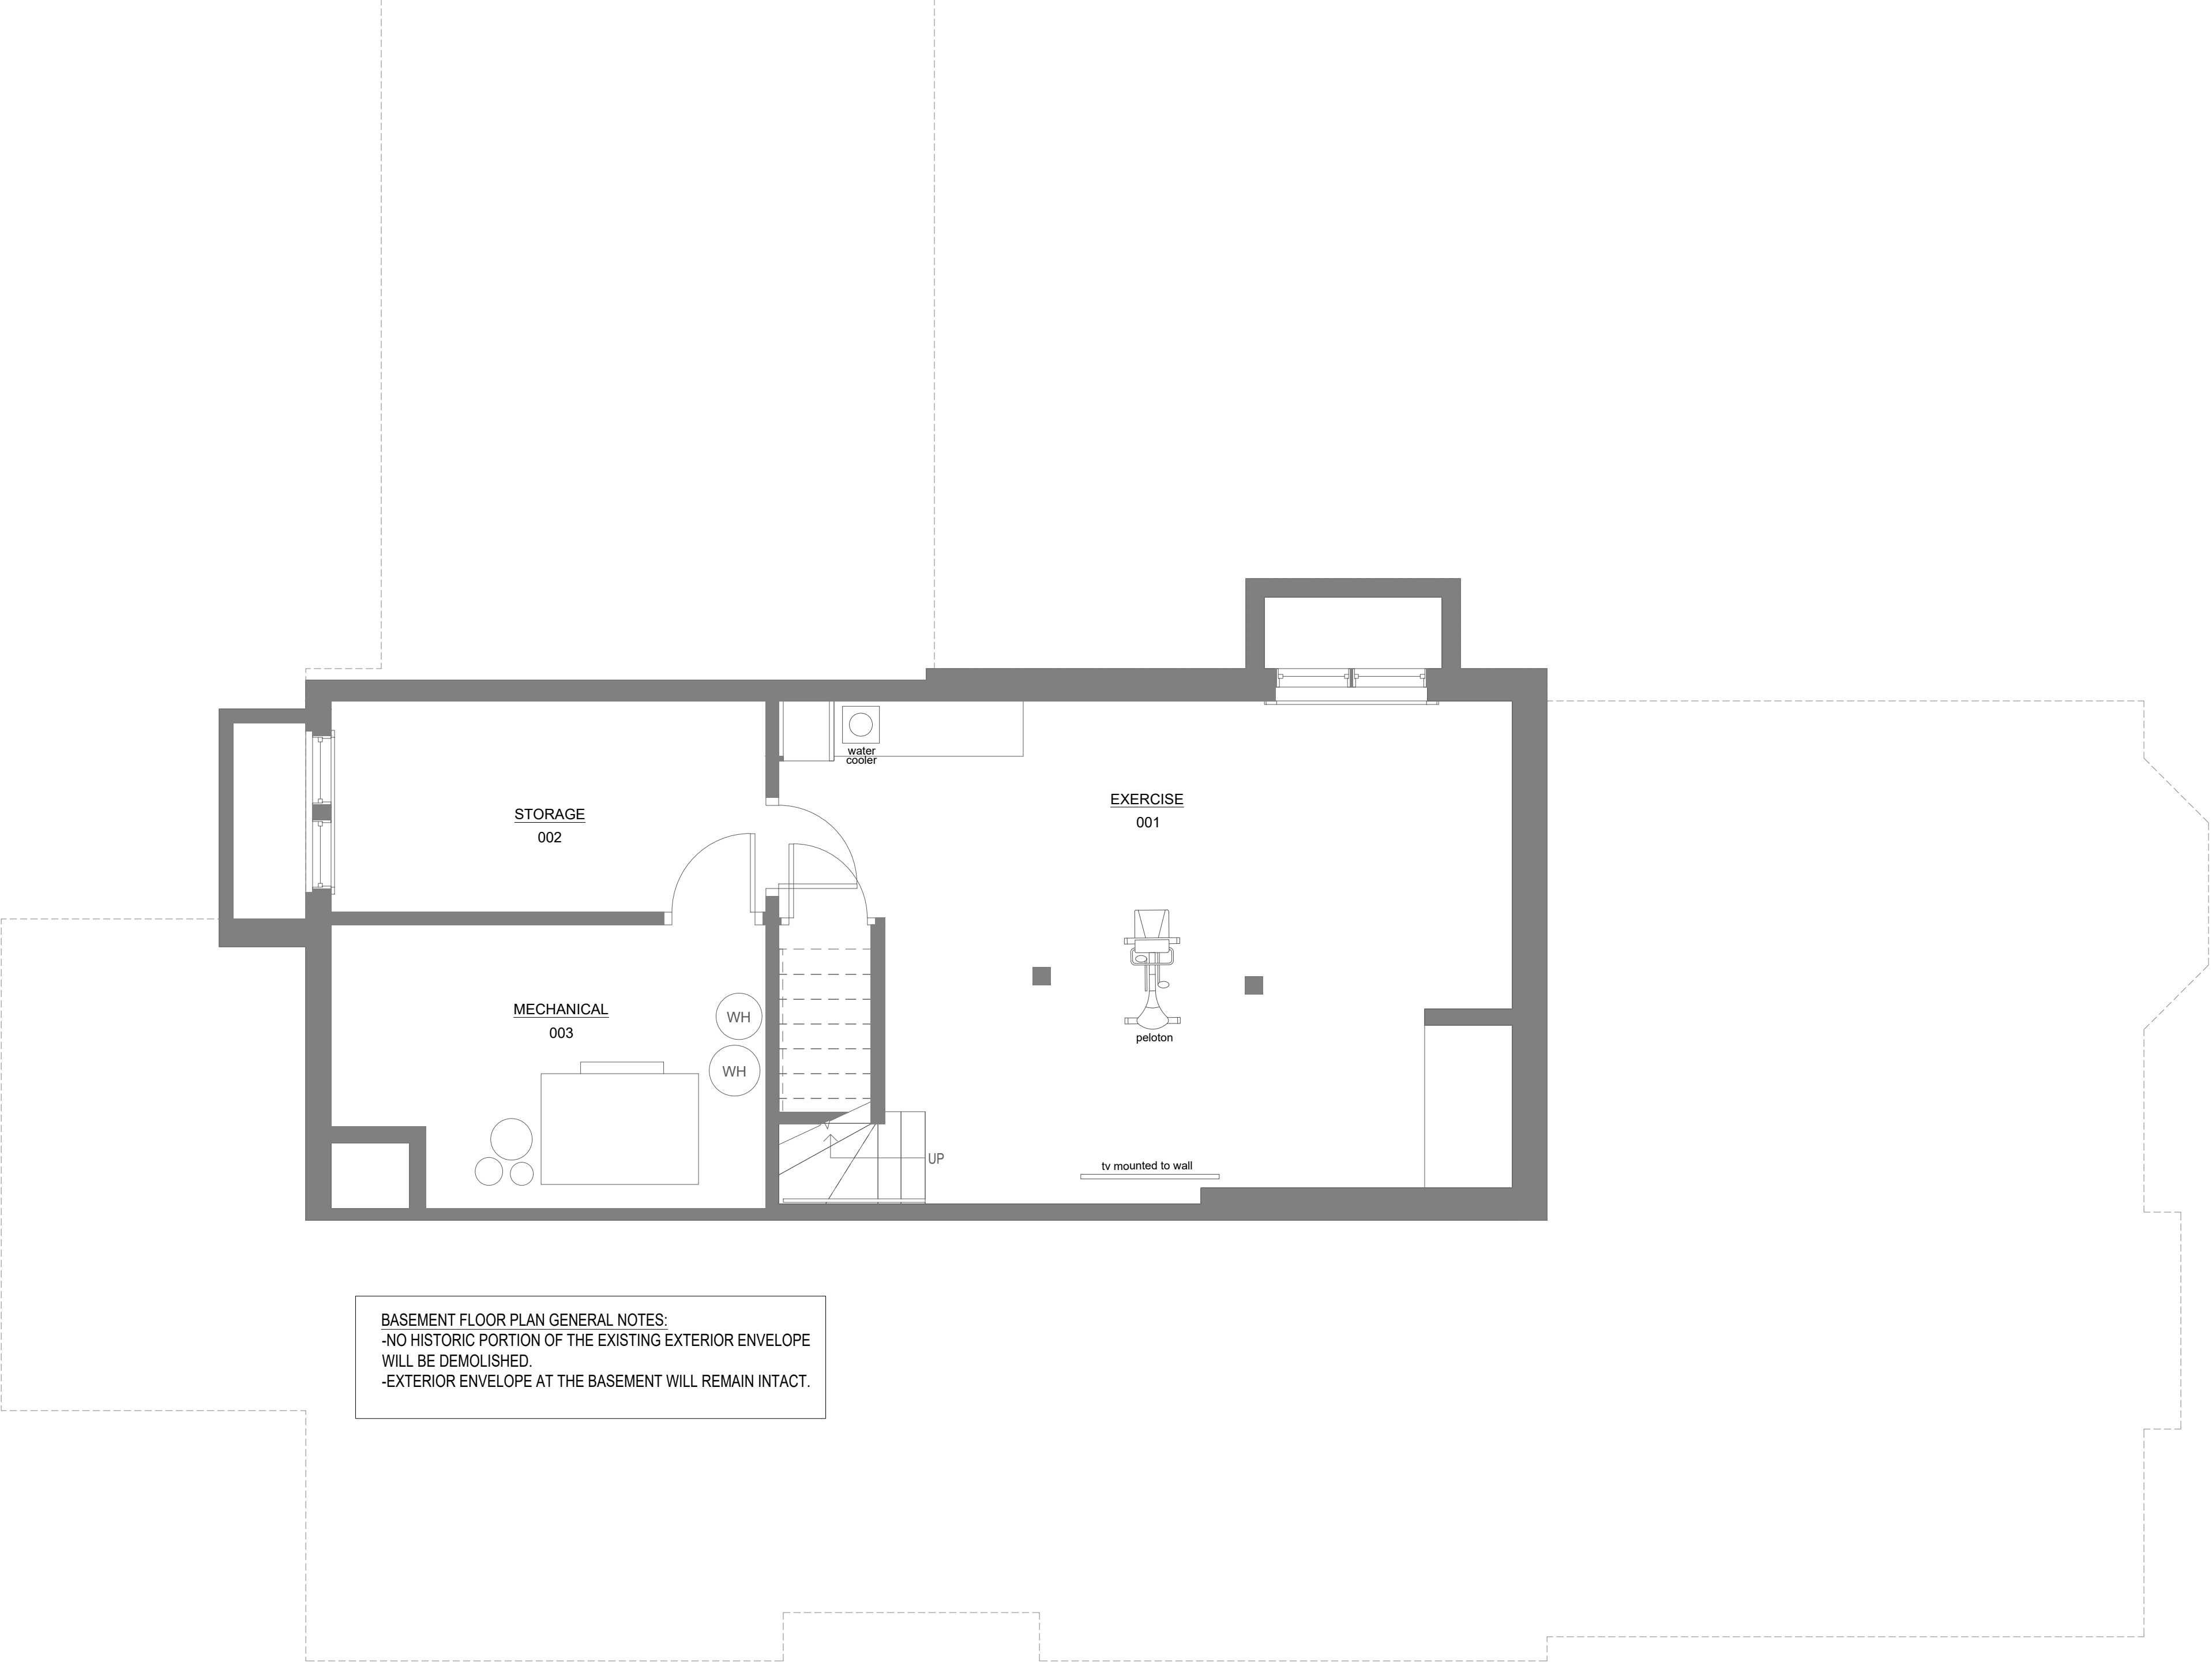 water
cooler
EXERCISE
001
STORAGE
002
MECHANICAL
003
WH
WH
peloton
UP
tv mounted to wall
BASEMENT FLOOR PLAN GENERAL NOTES:
-NO HISTORIC PORTION OF THE EXISTING EXTERIOR ENVELOPE
WILL BE DEMOLISHED.
-EXTERIOR ENVELOPE AT THE BASEMENT WILL REMAIN INTACT.